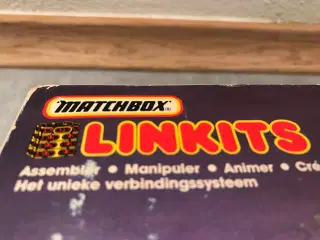 MATCHBOX
LINKITS
Assembler • Manipuler • Animer • Cré
Het unieke verbindingssysteem